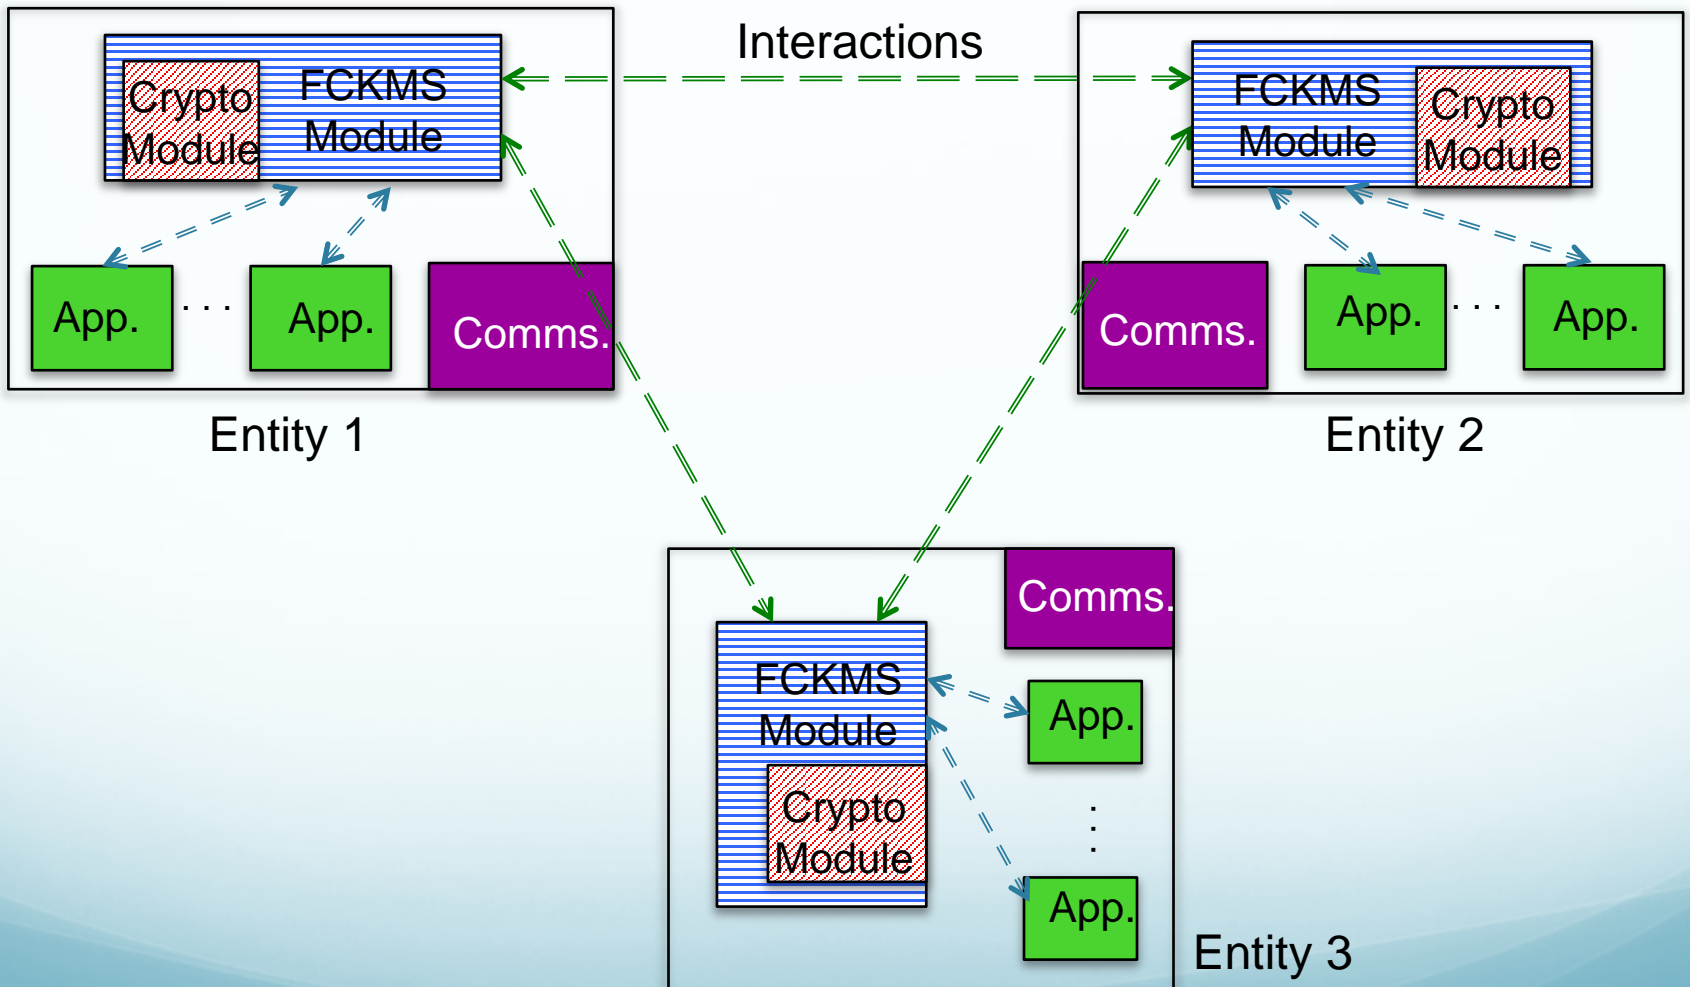 Interactions
FCKMS
Module
Crypto
Module
App.
. . .
App.
Comms.
Entity 1
FCKMS
Module
Crypto
Module
Comms.
App.
. . .
App.
Entity 2
Comms.
FCKMS
Module
Crypto
Module
App.
. . .
App.
Entity 3